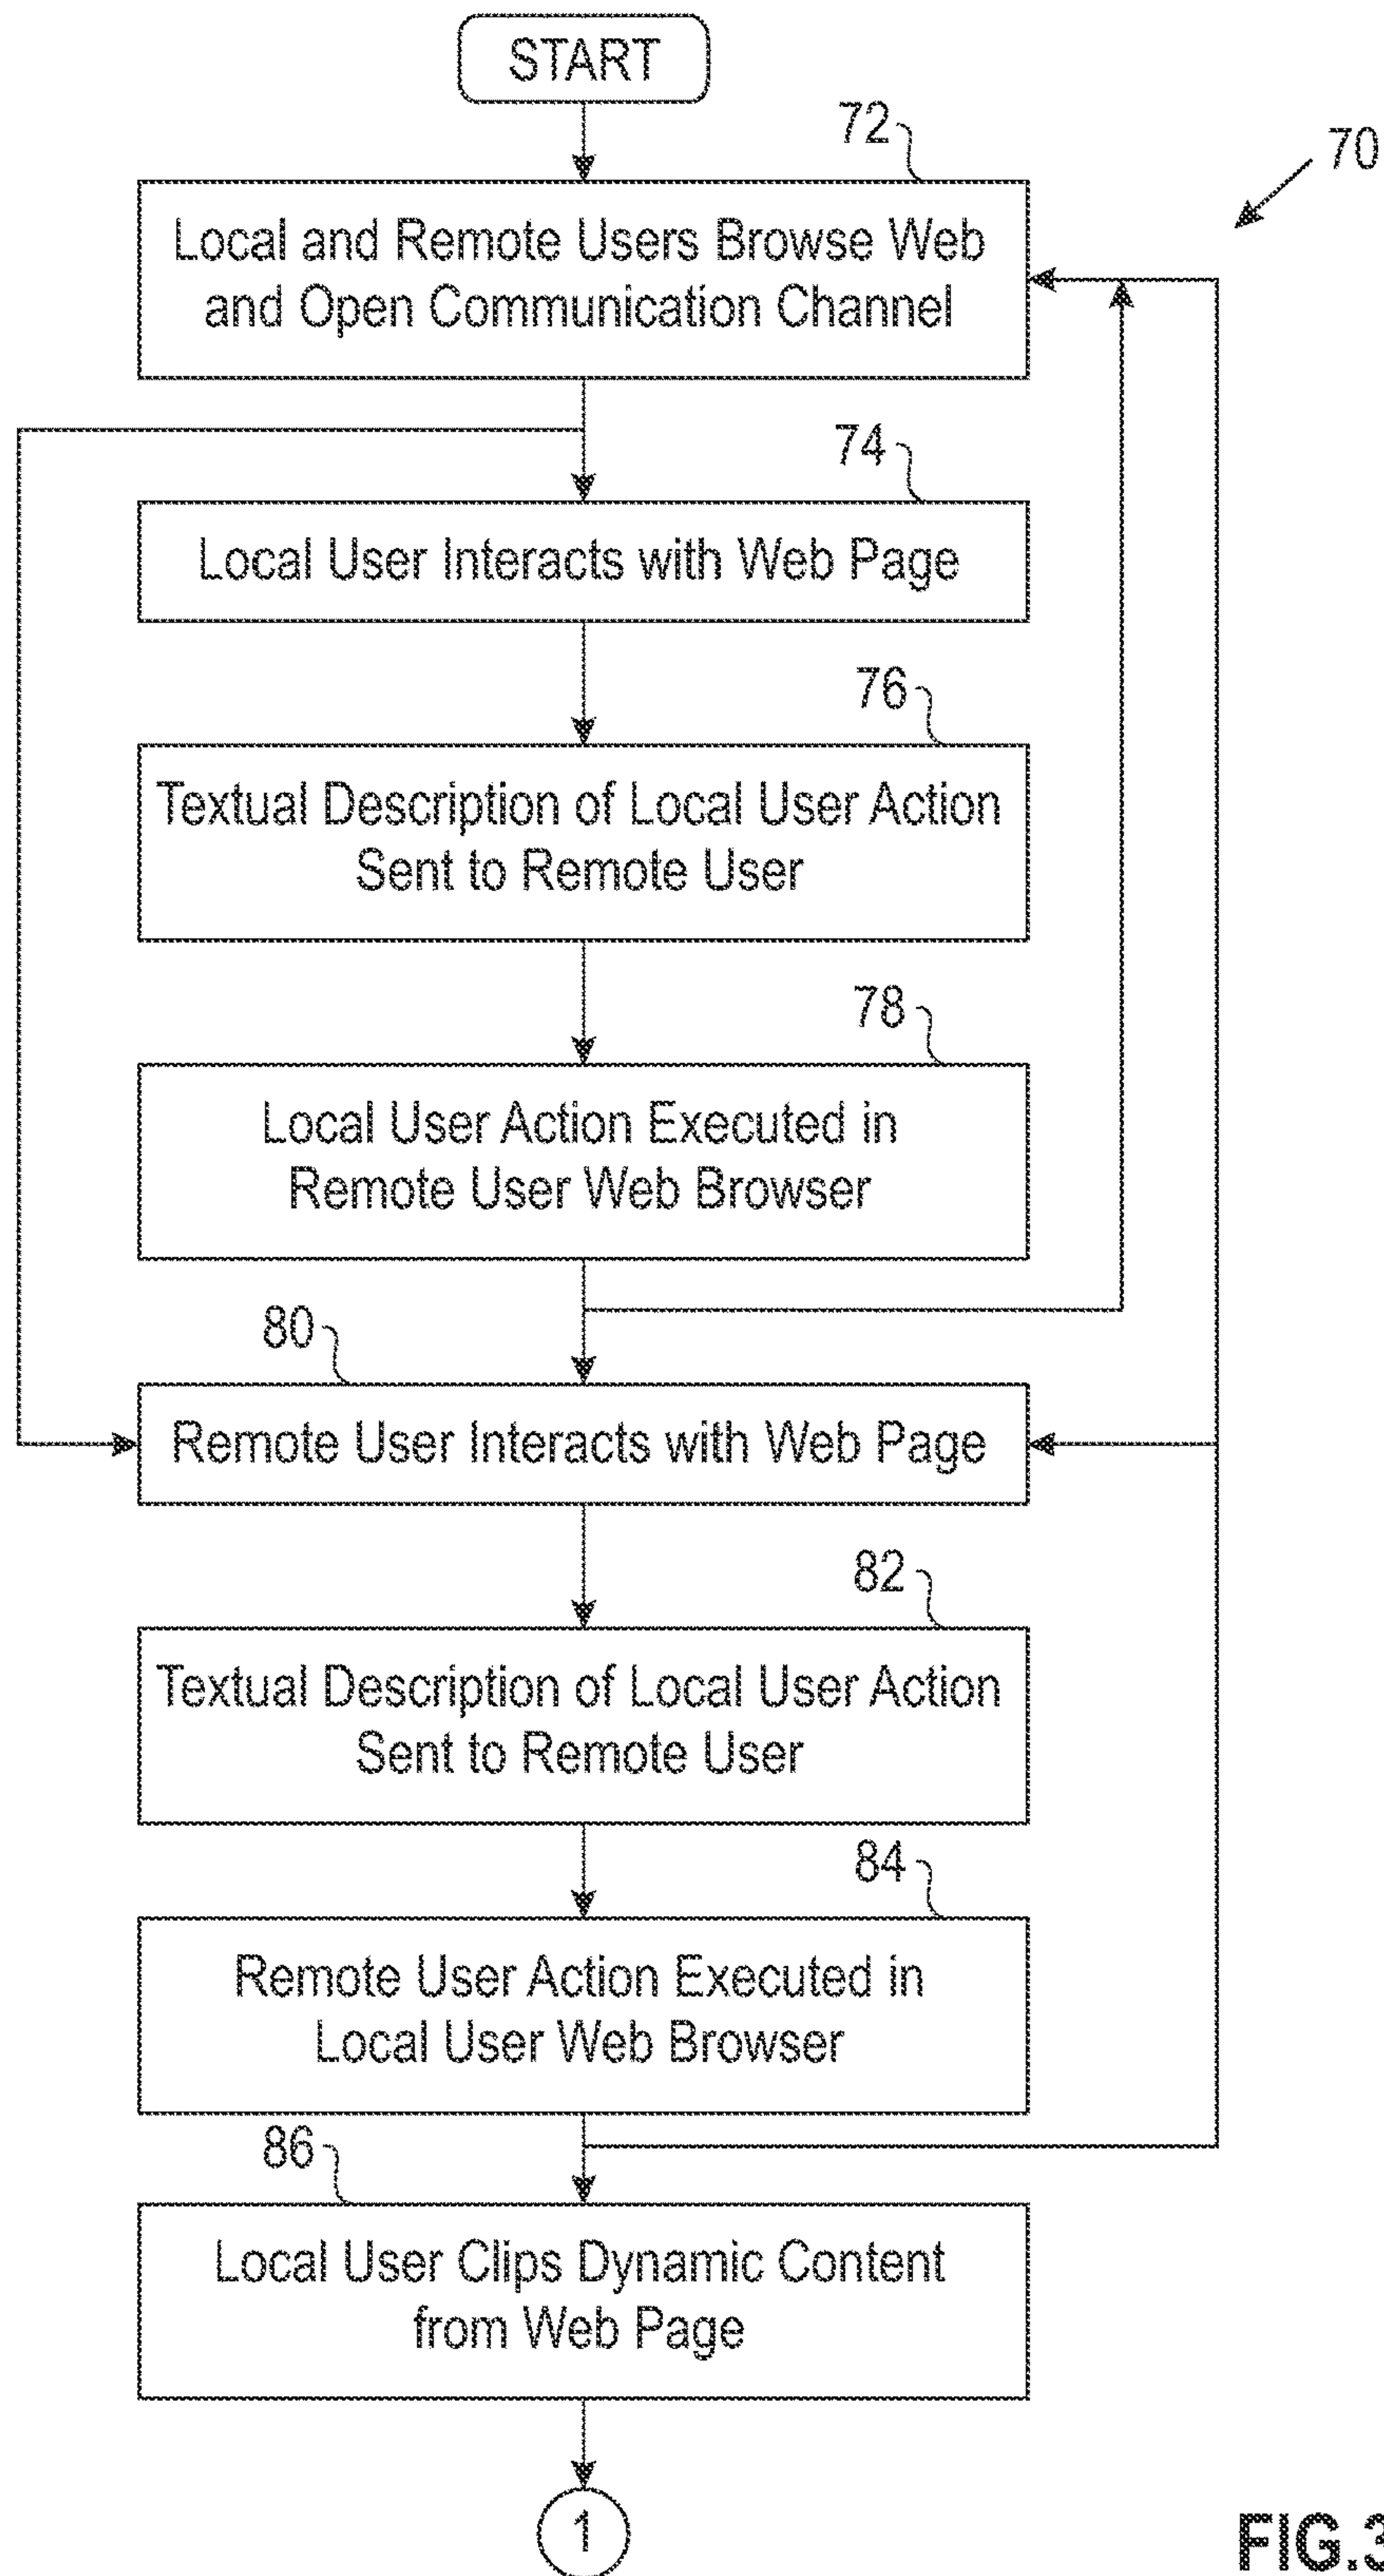 START
72
70
Local and Remote Users Browse Web
and Open Communication Channel
74
Local User Interacts with Web Page
76
Textual Description of Local User Action
Sent to Remote User
78
Local User Action Executed in
Remote User Web Browser
80
Remote User Interacts with Web Page
82
Textual Description of Local User Action
Sent to Remote User
84
Remote User Action Executed in
Local User Web Browser
86
Local User Clips Dynamic Content
from Web Page
1
FIG.3